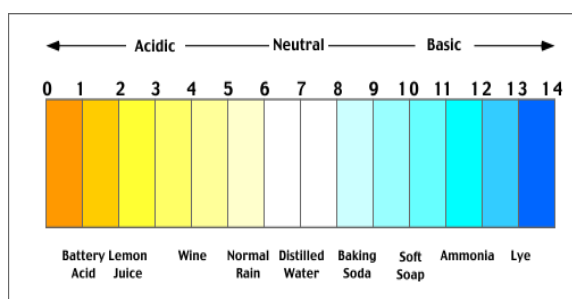 Acidic Neutral Basic
0 1 2 3 4 5 6 7 8 9 10 11 12 13 14
Battery Lemon Wine Normal Distilled Baking Soft Ammonia Lye
Acid Juice Rain Water Soda Soap